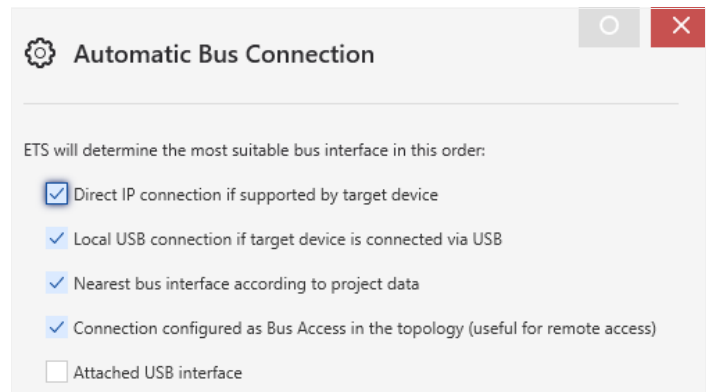 Automatic Bus Connection
ETS will determine the most suitable bus interface in this order:
Direct IP connection if supported by target device
Local USB connection if target device is connected via USB
Nearest bus interface according to project data
Connection configured as Bus Access in the topology (useful for remote access)
Attached USB interface